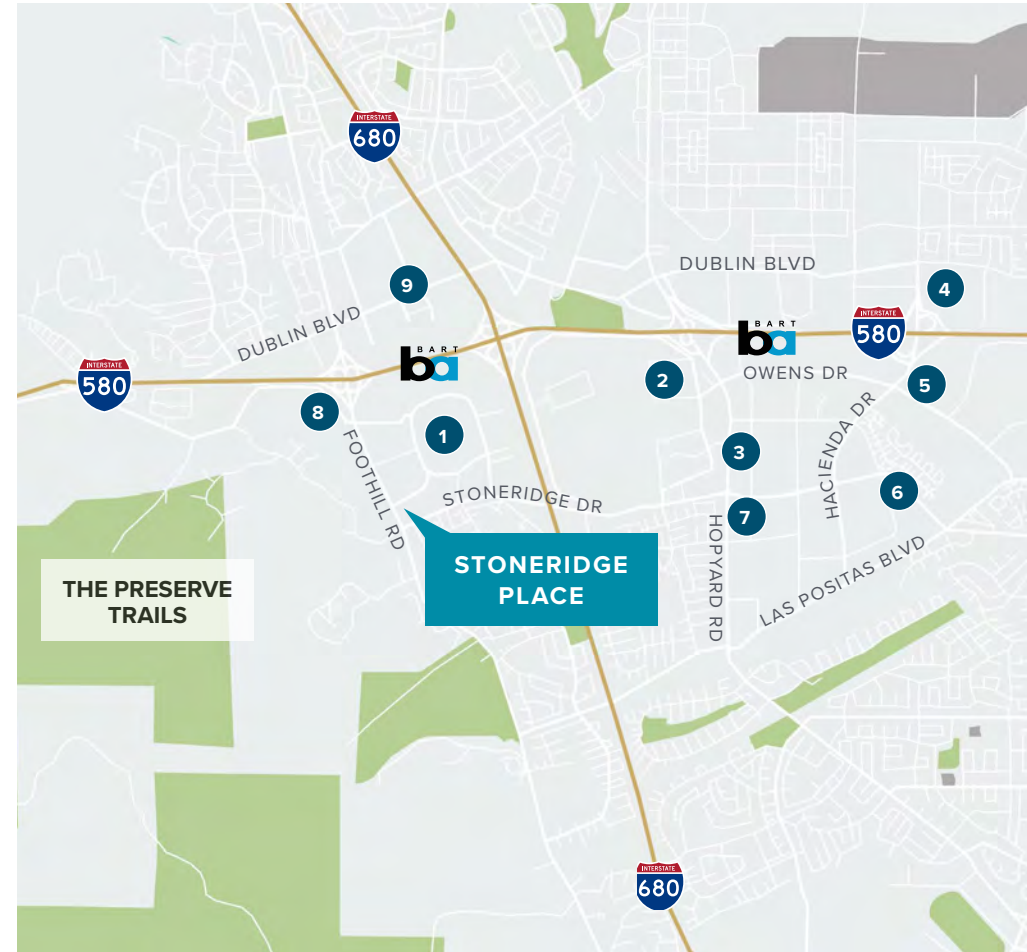 INTERSTATE
680
DUBLIN BLVD
9
4
DUBLIN BLVD
BART
ba
BART
ba
INTERSTATE
580
INTERSTATE
580
OWENS DR
2
5
8
1
FOOTHILL RD
3
HACIENDA DR
STONERIDGE DR
6
7
HOPYARD RD
STONERIDGE
PLACE
LAS POSITAS BLVD
THE PRESERVE
TRAILS
INTERSTATE
680